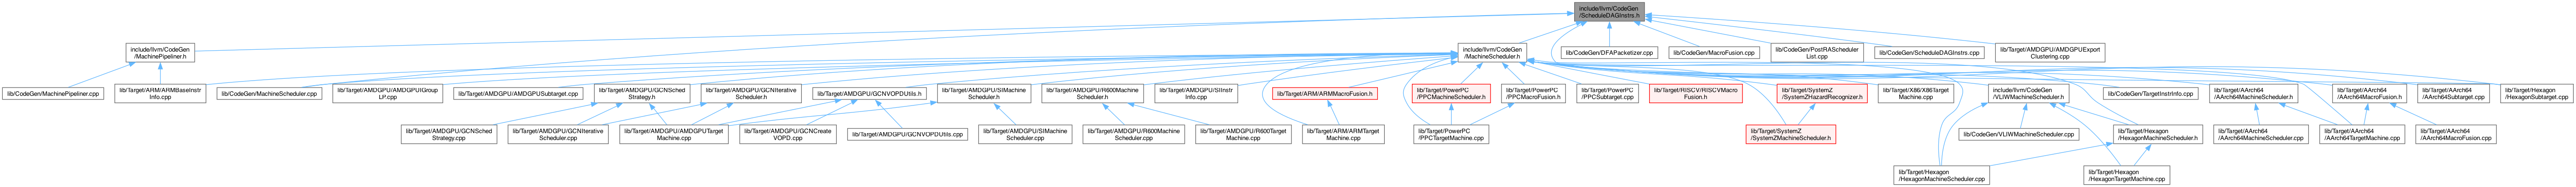 include/llvm/CodeGen
/ScheduleDAGInstrs.h
include/llvm/CodeGen
/MachinePipeliner.h
include/llvm/CodeGen
/MachineScheduler.h
lib/CodeGen/DFAPacketizer.cpp
lib/CodeGen/MacroFusion.cpp
lib/CodeGen/PostRAScheduler
List.cpp
lib/CodeGen/ScheduleDAGInstrs.cpp
lib/Target/AMDGPU/AMDGPUExport
Clustering.cpp
lib/CodeGen/MachinePipeliner.cpp
lib/Target/ARM/ARMBaseInstr
Info.cpp
lib/CodeGen/MachineScheduler.cpp
lib/Target/AMDGPU/AMDGPUIGroup
LP.cpp
lib/Target/AMDGPU/AMDGPUSubtarget.cpp
lib/Target/AMDGPU/GCNSched
Strategy.h
lib/Target/AMDGPU/GCNIterative
Scheduler.h
lib/Target/AMDGPU/GCNVOPDUtils.h
lib/Target/AMDGPU/SIMachine
Scheduler.h
lib/Target/AMDGPU/R600Machine
Scheduler.h
lib/Target/AMDGPU/SIInstr
Info.cpp
lib/Target/ARM/ARMMacroFusion.h
lib/Target/PowerPC
/PPCMachineScheduler.h
lib/Target/PowerPC
/PPCMacroFusion.h
lib/Target/PowerPC
/PPCSubtarget.cpp
lib/Target/RISCV/RISCVMacro
Fusion.h
lib/Target/SystemZ
/SystemZHazardRecognizer.h
lib/Target/X86/X86Target
Machine.cpp
include/llvm/CodeGen
/VLIWMachineScheduler.h
lib/CodeGen/TargetInstrInfo.cpp
lib/Target/AArch64
/AArch64MachineScheduler.h
lib/Target/AArch64
/AArch64MacroFusion.h
lib/Target/AArch64
/AArch64Subtarget.cpp
lib/Target/Hexagon
/HexagonSubtarget.cpp
lib/Target/AMDGPU/GCNSched
Strategy.cpp
lib/Target/AMDGPU/GCNIterative
Scheduler.cpp
lib/Target/AMDGPU/AMDGPUTarget
Machine.cpp
lib/Target/AMDGPU/GCNCreate
VOPD.cpp
lib/Target/AMDGPU/GCNVOPDUtils.cpp
lib/Target/AMDGPU/SIMachine
Scheduler.cpp
lib/Target/AMDGPU/R600Machine
Scheduler.cpp
lib/Target/AMDGPU/R600Target
Machine.cpp
lib/Target/ARM/ARMTarget
Machine.cpp
lib/Target/PowerPC
/PPCTargetMachine.cpp
lib/Target/SystemZ
/SystemZMachineScheduler.h
lib/CodeGen/VLIWMachineScheduler.cpp
lib/Target/Hexagon
/HexagonMachineScheduler.h
lib/Target/AArch64
/AArch64MachineScheduler.cpp
lib/Target/AArch64
/AArch64TargetMachine.cpp
lib/Target/AArch64
/AArch64MacroFusion.cpp
lib/Target/Hexagon
/HexagonMachineScheduler.cpp
lib/Target/Hexagon
/HexagonTargetMachine.cpp